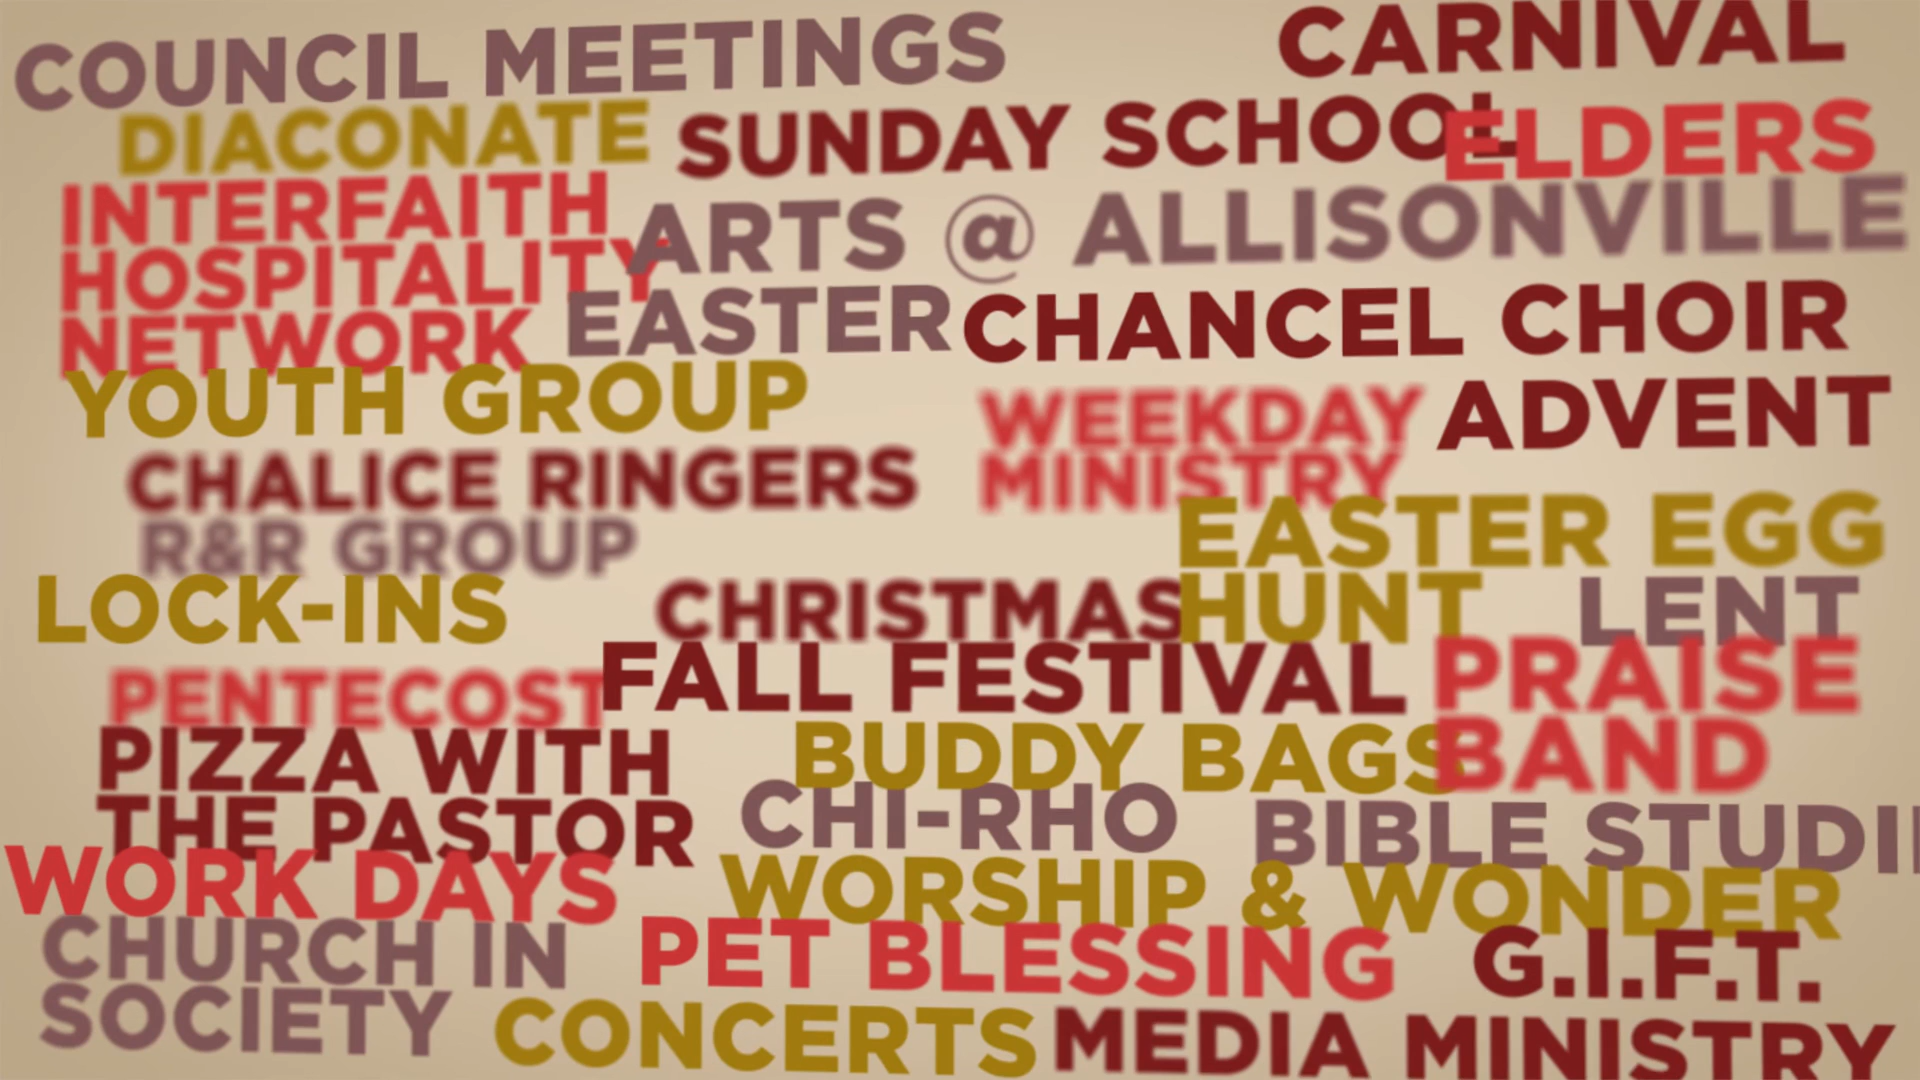 COUNCIL MEETINGS
CARNIVAL
DIACONATE
SUNDAY SCHOOL
ELDERS
INTERFAITH
HOSPITALITY
NETWORK
ARTS @ ALLISONVILLE
EASTER
CHANCEL CHOIR
YOUTH GROUP
WEEKDAY
MINISTRY
ADVENT
CHALICE RINGERS
R&R GROUP
EASTER EGG
HUNT
LOCK-INS
CHRISTMAS
LENT
PENTECOST
FALL FESTIVAL
PRAISE
BAND
PIZZA WITH
THE PASTOR
BUDDY BAGS
CHI-RHO
BIBLE STUDI
WORK DAYS
WORSHIP & WONDER
CHURCH IN
SOCIETY
PET BLESSING
G.I.F.T.
CONCERTS
MEDIA MINISTRY